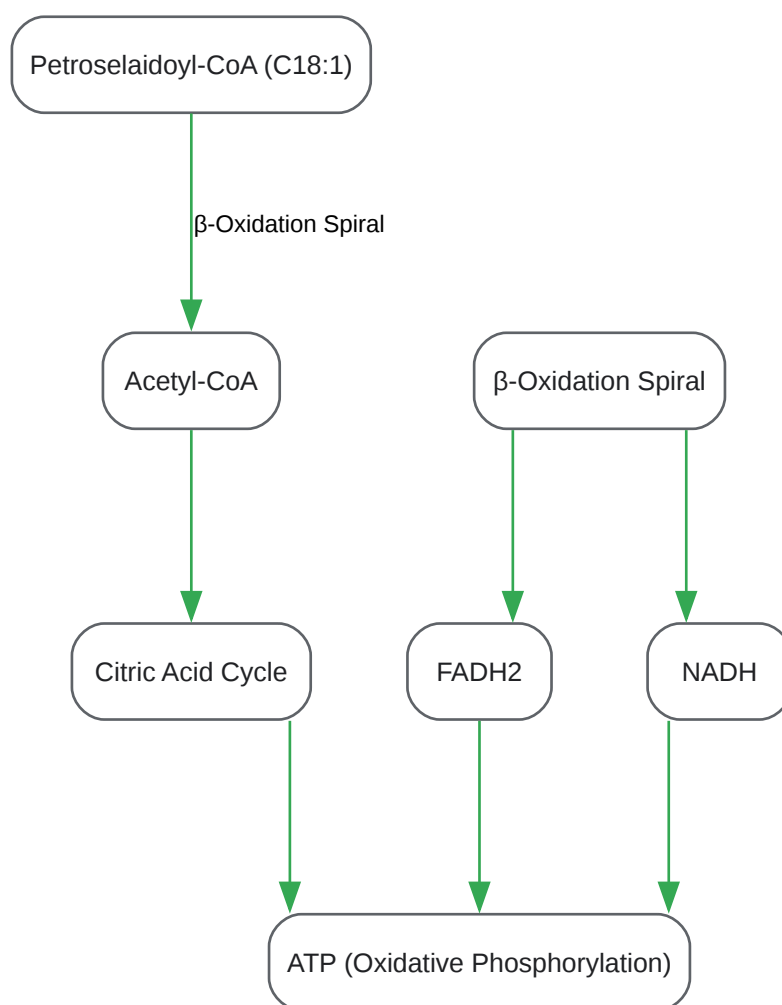 Petroselaidoyl-CoA (C18:1)
β-Oxidation Spiral
Acetyl-CoA
β-Oxidation Spiral
Citric Acid Cycle
FADH2
NADH
ATP (Oxidative Phosphorylation)